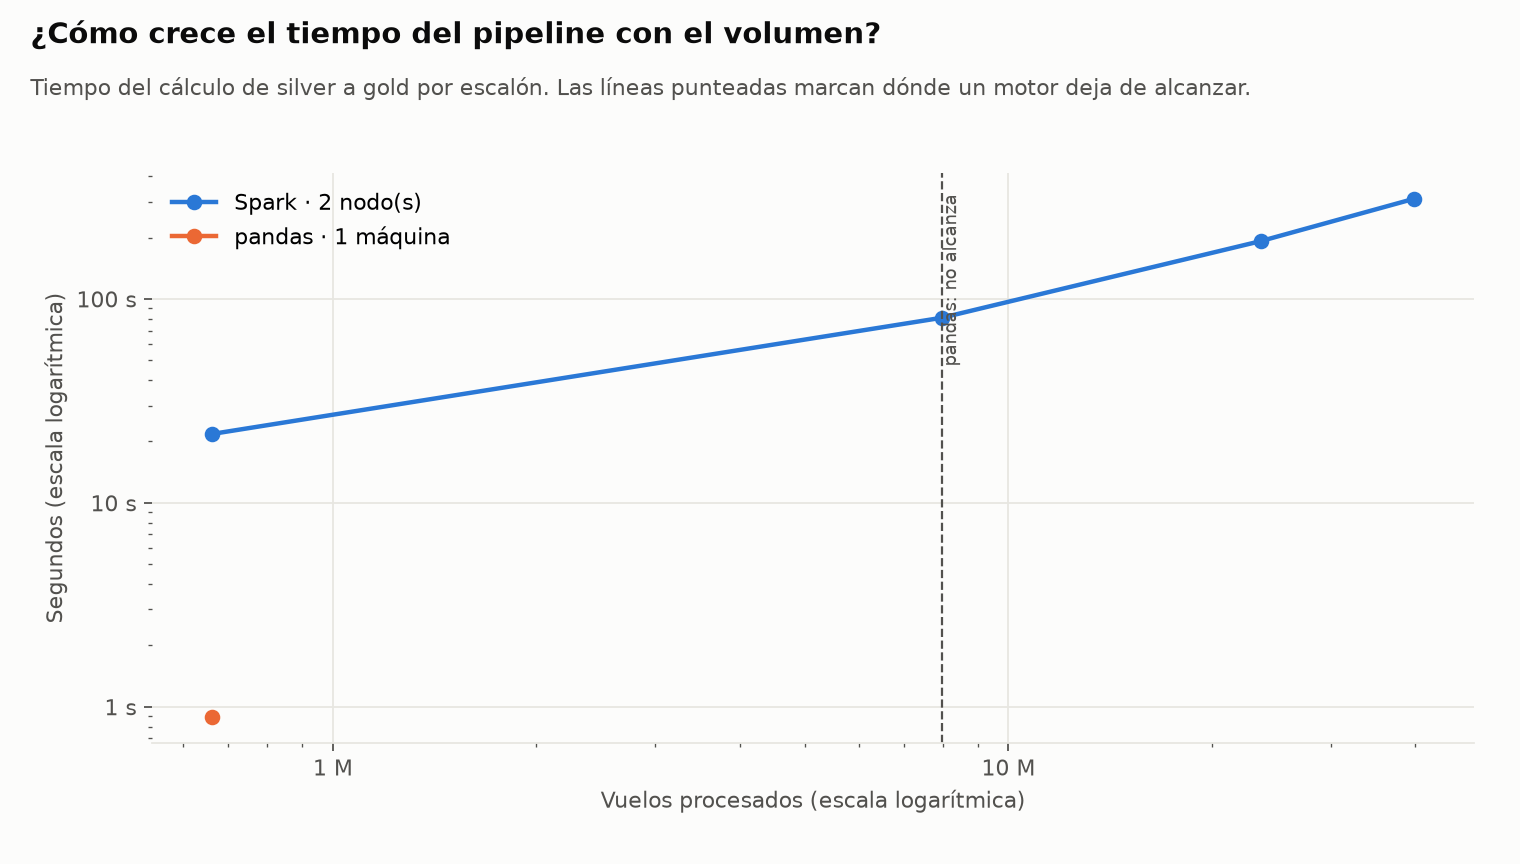 ¿Cómo crece el tiempo del pipeline con el volumen?
Tiempo del cálculo de silver a gold por escalón. Las líneas punteadas marcan dónde un motor deja de alcanzar.
Spark · 2 nodo(s)
pandas · 1 máquina
pandas: no alcanza
Segundos (escala logarítmica)
100 s
10 s
1 s
1 M
10 M
Vuelos procesados (escala logarítmica)